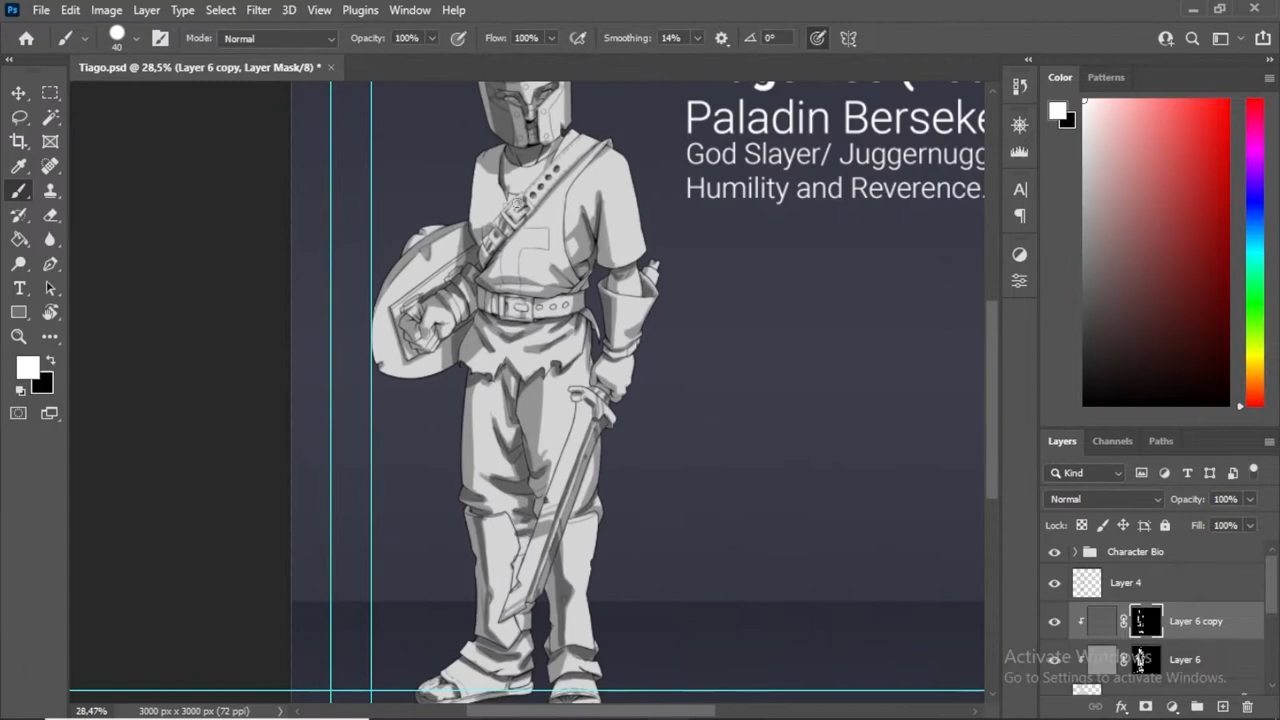 Ps File Edit Image Layer Type Select Filter 3D View Plugins Window Help
40 Mode: Normal Opacity: 100% Flow: 100% Smoothing: 14% 0°
Tiago.psd @ 28,5% (Layer 6 copy, Layer Mask/8) *
Paladin Berseke
God Slayer/ Juggernugg
Humility and Reverence.
Color Patterns
Layers Channels Paths
Kind
Normal Opacity: 100%
Lock: Fill: 100%
Character Bio
Layer 4
Layer 6 copy
Layer 6
Activate Windows
Go to Settings to activate Windows.
28,47% 3000 px x 3000 px (72 ppi)